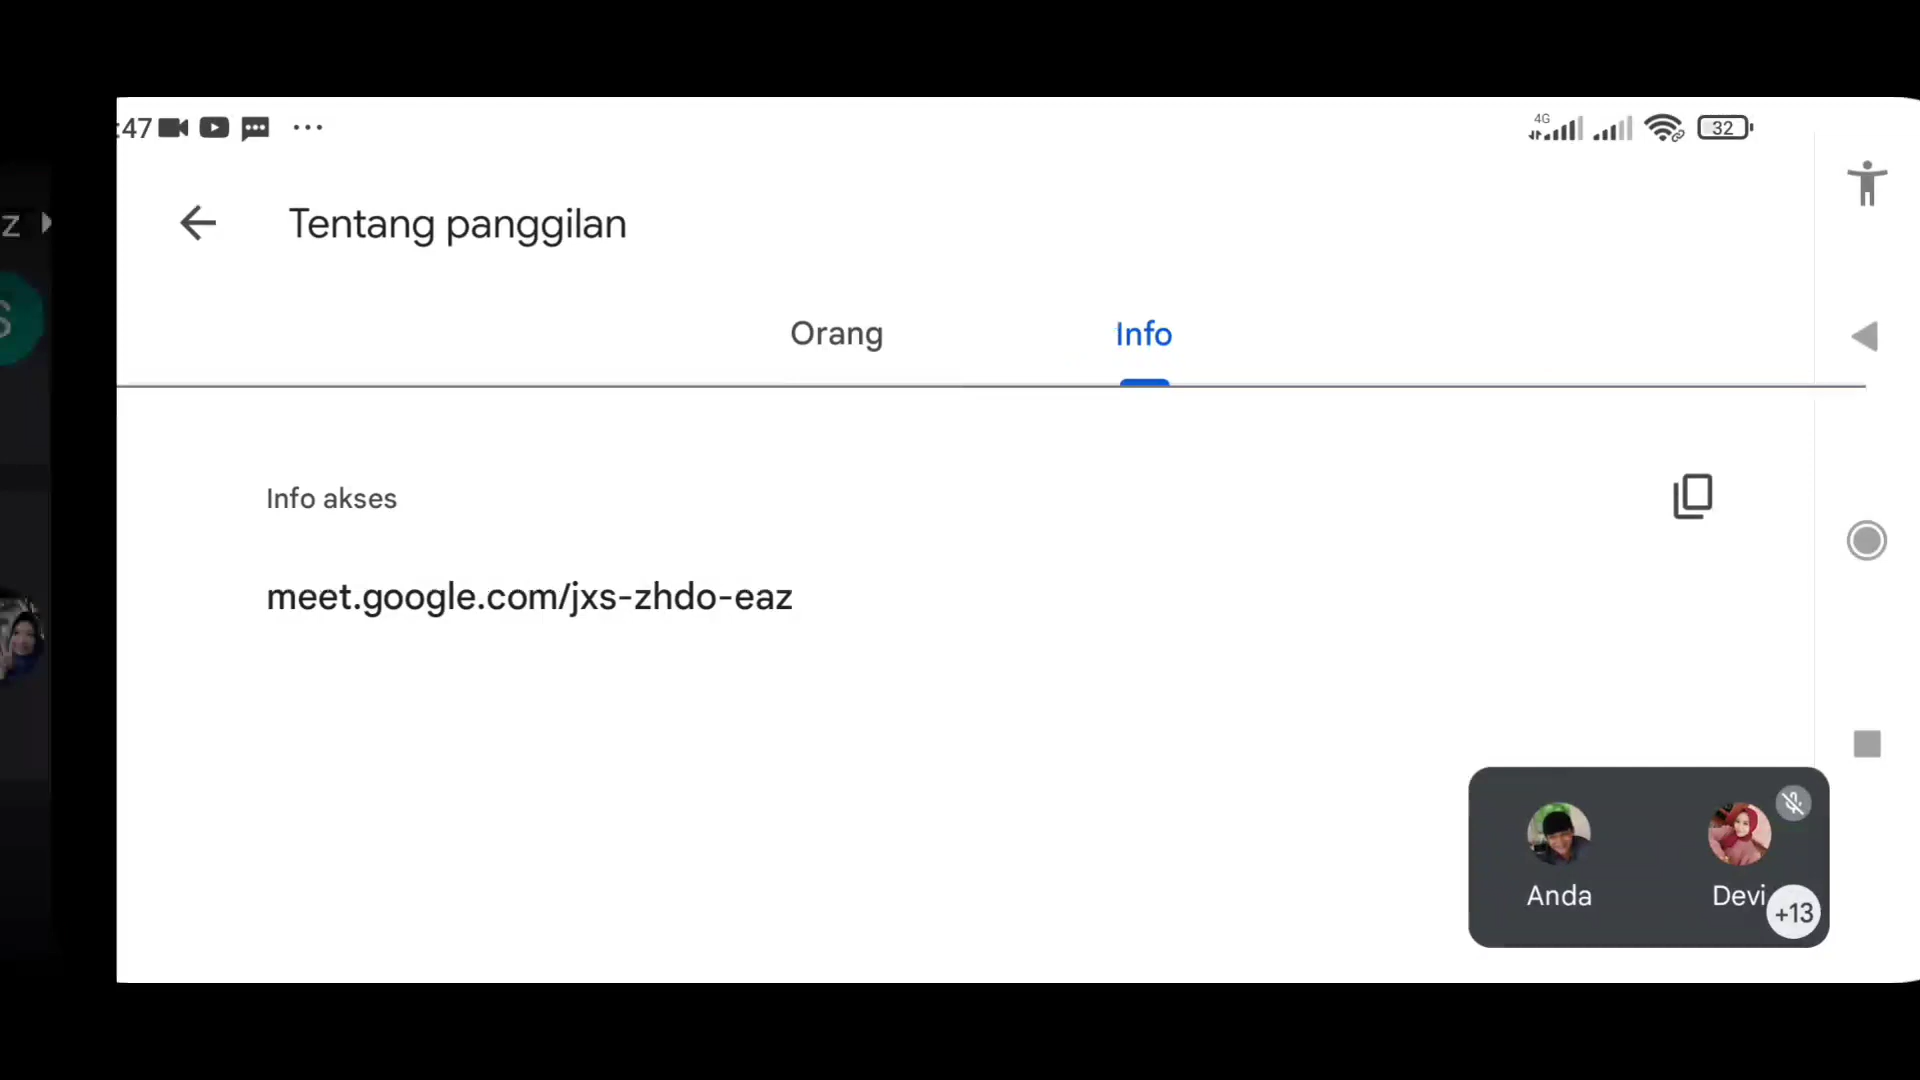 :47
4G
32
z
Tentang panggilan
S
Orang
Info
Info akses
meet.google.com/jxs-zhdo-eaz
Anda
Devi
+13